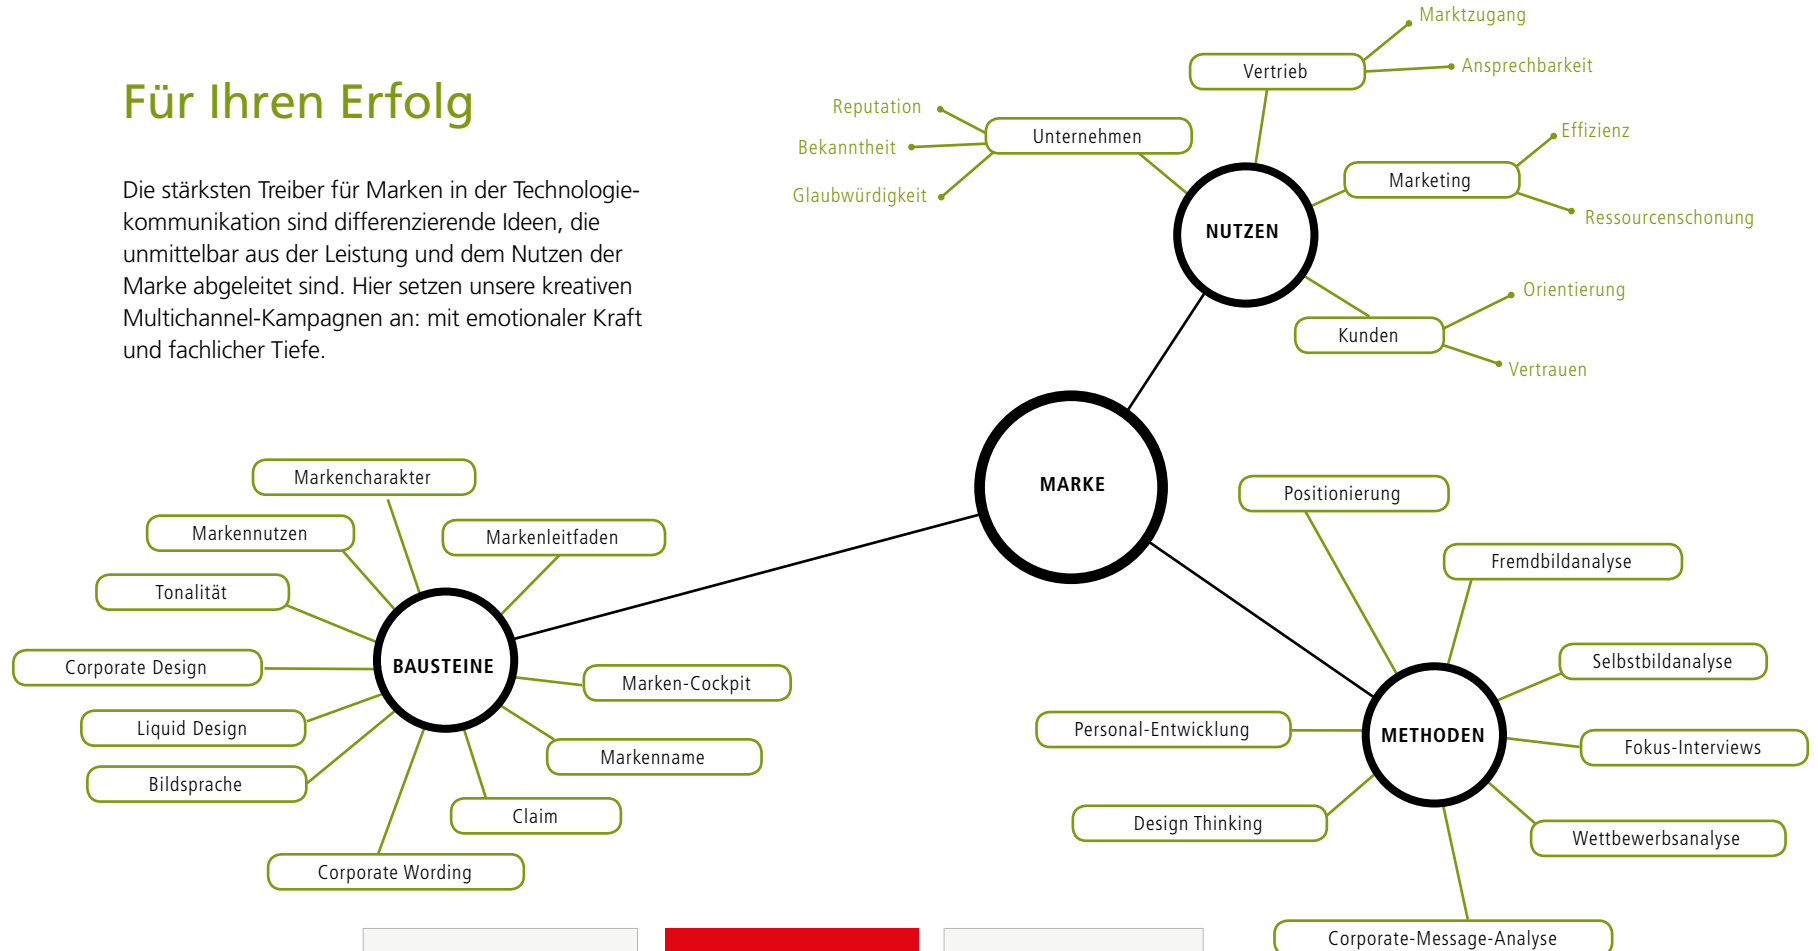 Für Ihren Erfolg
Die stärksten Treiber für Marken in der Technologie-
kommunikation sind differenzierende Ideen, die
unmittelbar aus der Leistung und dem Nutzen der
Marke abgeleitet sind. Hier setzen unsere kreativen
Multichannel-Kampagnen an: mit emotionaler Kraft
und fachlicher Tiefe.
MARKE
NUTZEN
Unternehmen
Reputation
Bekanntheit
Glaubwürdigkeit
Vertrieb
Marktzugang
Ansprechbarkeit
Marketing
Effizienz
Ressourcenschonung
Kunden
Orientierung
Vertrauen
BAUSTEINE
Markencharakter
Markennutzen
Markenleitfaden
Tonalität
Corporate Design
Liquid Design
Bildsprache
Corporate Wording
Claim
Markenname
Marken-Cockpit
METHODEN
Positionierung
Fremdbildanalyse
Selbstbildanalyse
Fokus-Interviews
Wettbewerbsanalyse
Corporate-Message-Analyse
Design Thinking
Personal-Entwicklung